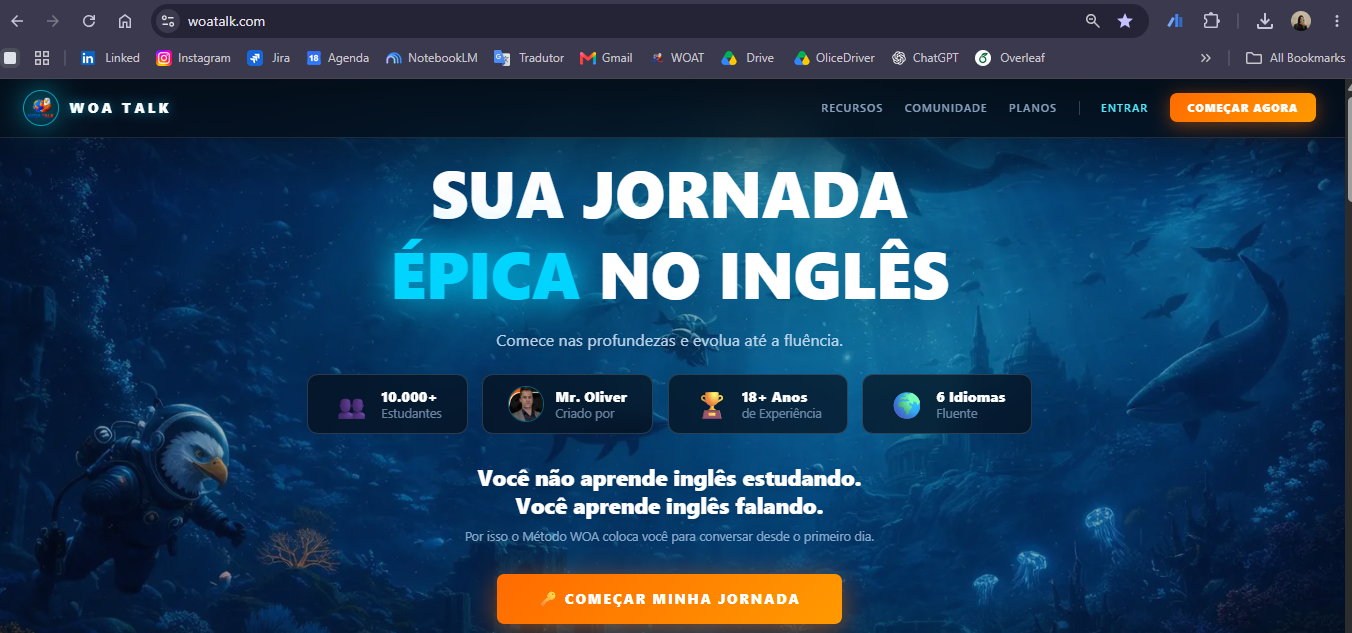 woatalk.com
Linked
Instagram
Jira
18
Agenda
NotebookLM
Tradutor
Gmail
WOAT
Drive
OliceDriver
ChatGPT
Overleaf
All Bookmarks
WOA TALK
RECURSOS
COMUNIDADE
PLANOS
ENTRAR
COMEÇAR AGORA
SUA JORNADA
ÉPICA NO INGLÊS
Comece nas profundezas e evolua até a fluência.
10.000+
Estudantes
Mr. Oliver
Criado por
18+ Anos
de Experiência
6 Idiomas
Fluente
Você não aprende inglês estudando.
Você aprende inglês falando.
Por isso o Método WOA coloca você para conversar desde o primeiro dia.
COMEÇAR MINHA JORNADA